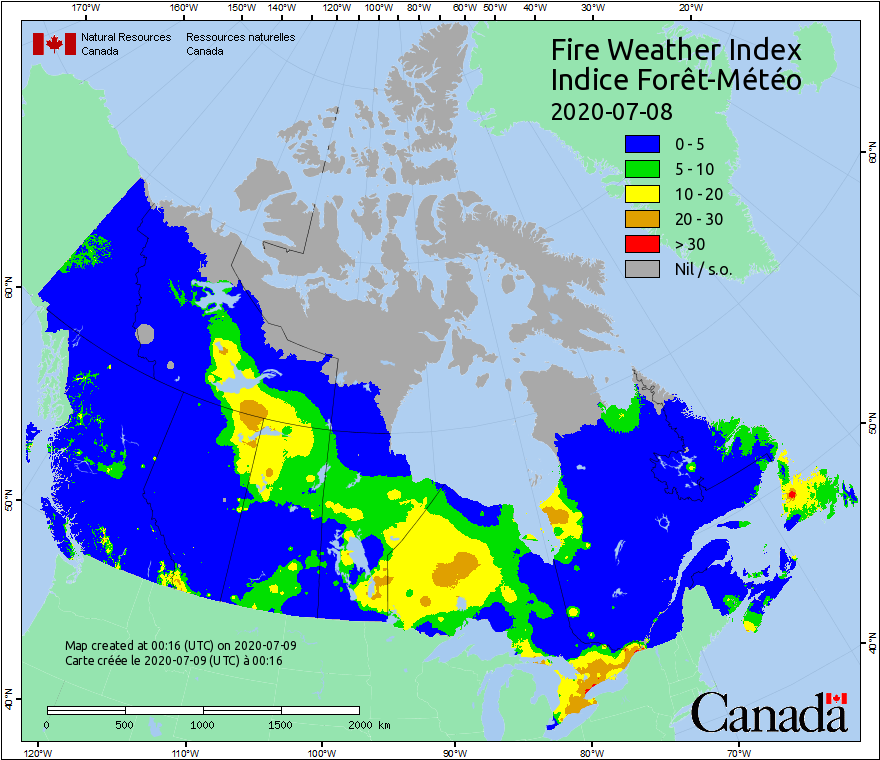 170°W 160°W 150°W 140°W 130°W 120°W 110°W 100°W 90°W 80°W 70°W 60°W 50°W 40°W 30°W 20°W
Natural Resources Canada
Ressources naturelles Canada
Fire Weather Index
Indice Forêt-Météo
2020-07-08
0 - 5
5 - 10
10 - 20
20 - 30
> 30
Nil / s.o.
60°N
50°N
40°N
60°N
50°N
40°N
Map created at 00:16 (UTC) on 2020-07-09
Carte créée le 2020-07-09 (UTC) à 00:16
0 500 1000 1500 2000 km
Canada
120°W 110°W 100°W 90°W 80°W 70°W